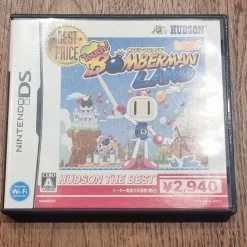 BEST
PRICE
HUDSON
Touch!
BOMBERMAN
LAND
NINTENDO DS
Wi-Fi
A
HUDSON THE BEST
¥2,940